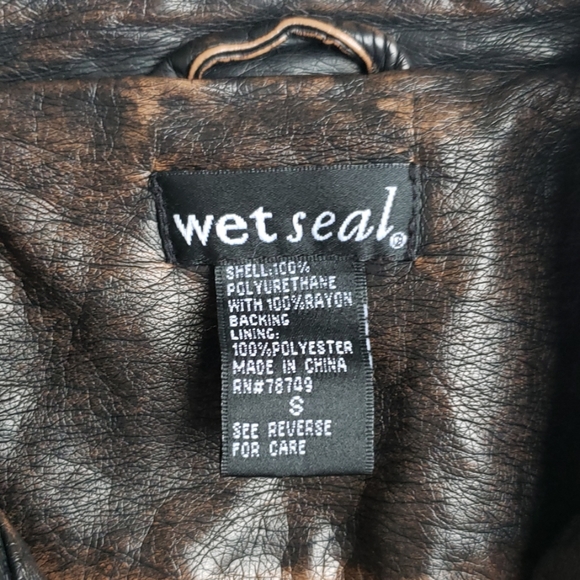 wet seal®
SHELL:100%
POLYURETHANE
WITH 100%RAYON
BACKING
LINING:
100%POLYESTER
MADE IN CHINA
RN#78749
S
SEE REVERSE
FOR CARE